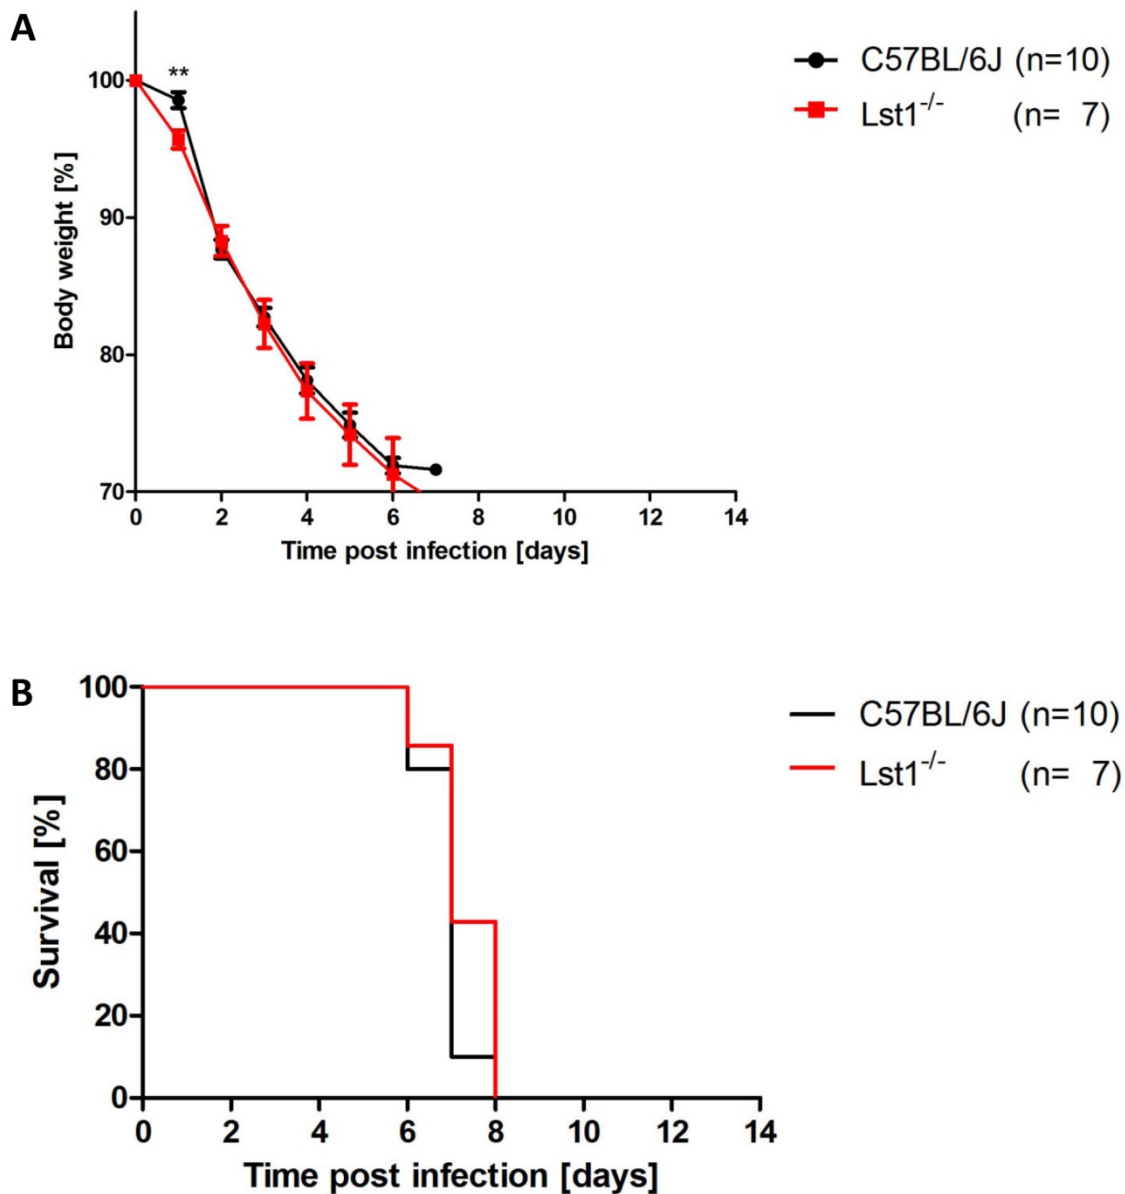 A
C57BL/6J (n=10)
Lst1-/- (n= 7)
**
100
90
80
70
Body weight [%]
0 2 4 6 8 10 12 14
Time post infection [days]
B
C57BL/6J (n=10)
Lst1-/- (n= 7)
100
80
60
40
20
0
Survival [%]
0 2 4 6 8 10 12 14
Time post infection [days]